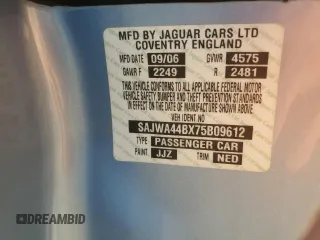 MFD BY JAGUAR CARS LTD
COVENTRY ENGLAND
MFD DATE 09/06 GVWR 4575
GAWR F 2249 R 2481
THIS VEHICLE CONFORMS TO ALL APPLICABLE FEDERAL MOTOR
VEHICLE SAFETY BUMPER AND THEFT PREVENTION STANDARDS
IN EFFECT ON THE DATE OF MANUFACTURE SHOWN ABOVE
SAJWA44BX75B09612
VEH IDENT No
TYPE PASSENGER CAR
PAINT JJZ TRIM NED
© DREAMBID
AUTOBIDMASTER